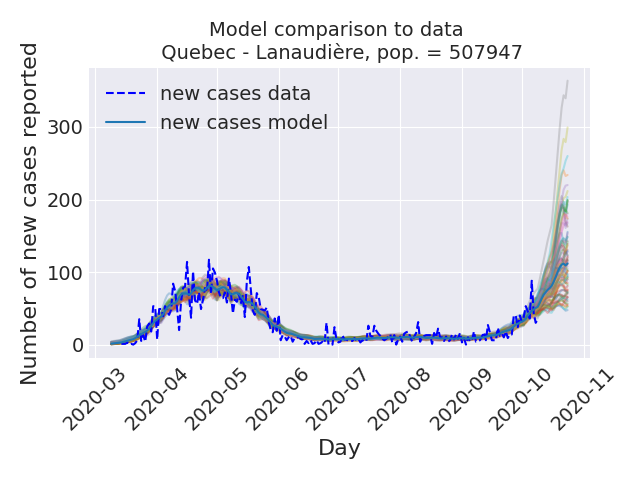 Model comparison to data
Quebec - Lanaudière, pop. = 507947
Number of new cases reported
new cases data
new cases model
300
200
100
0
2020-03
2020-04
2020-05
2020-06
2020-07
2020-08
2020-09
2020-10
2020-11
Day